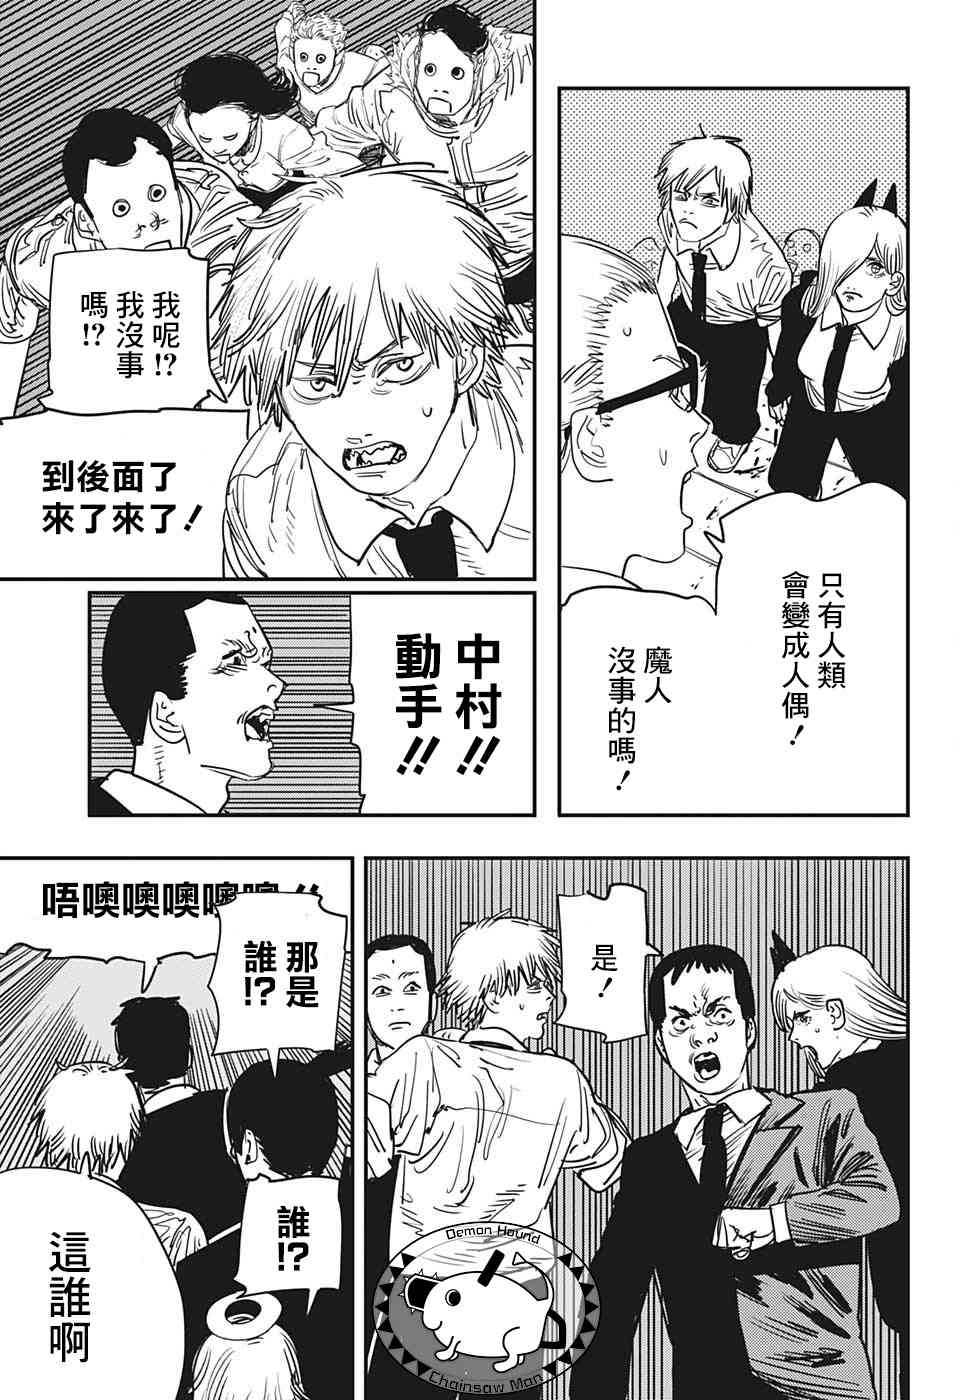 只有人類
會變成人偶！
魔人
沒事的嗎！
我呢!?
我沒事
嗎!?
到後面了
來了來了！
中村!!
動手!!
是！
唔噢噢噢噢噢!!
那是
誰!?
誰!?
這誰啊
Demon Hound
Chainsaw Man